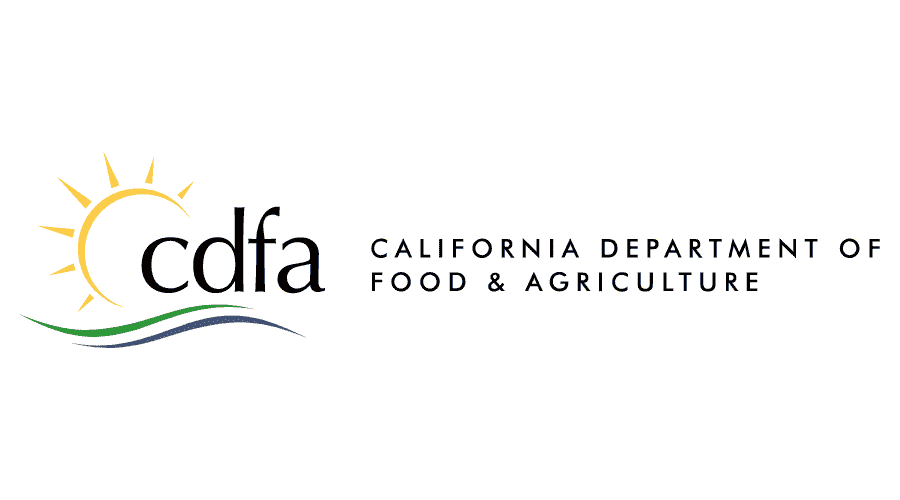 cdfa
CALIFORNIA DEPARTMENT OF
FOOD & AGRICULTURE